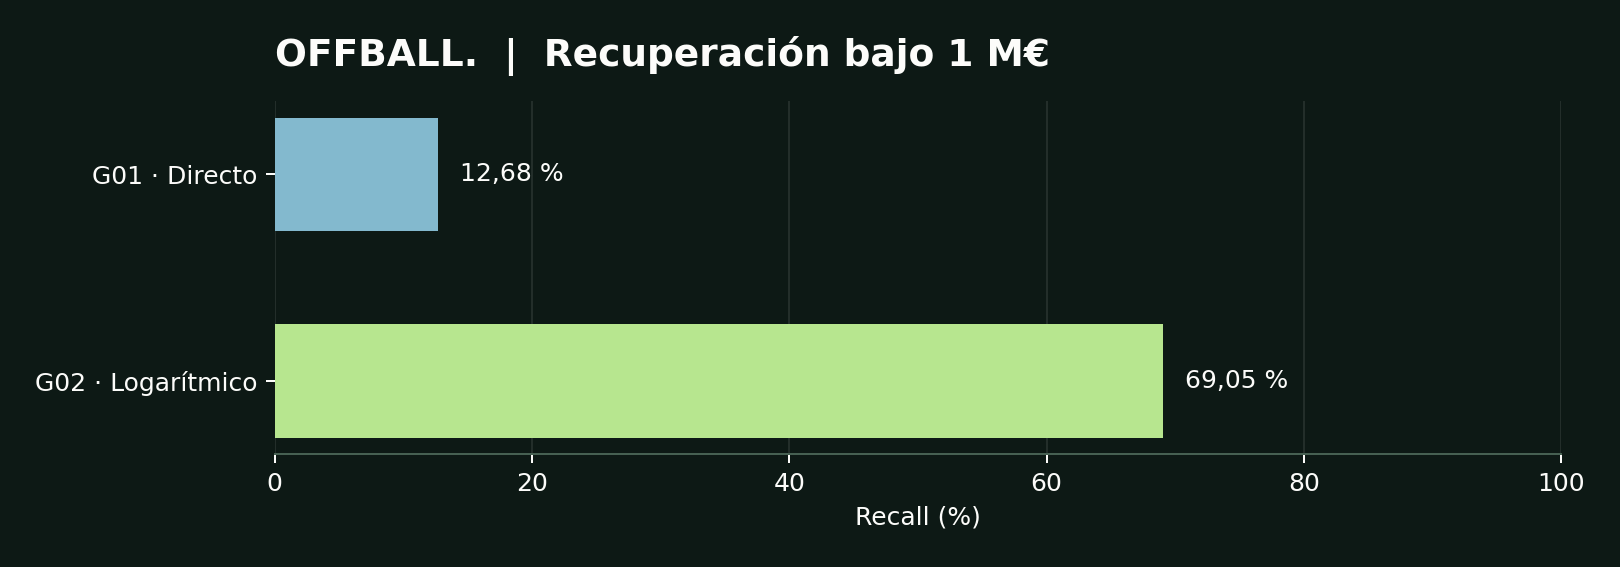 OFFBALL. | Recuperación bajo 1 M€
G01 · Directo
12,68 %
G02 · Logarítmico
69,05 %
0 20 40 60 80 100
Recall (%)